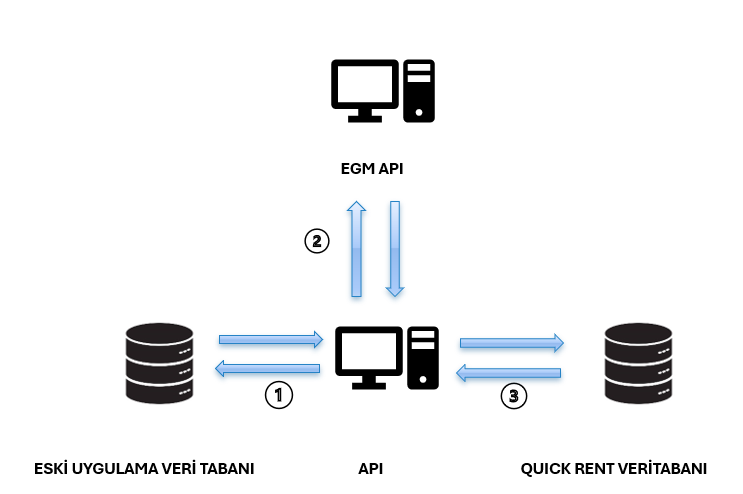 EGM API
②
①
③
ESKİ UYGULAMA VERİ TABANI
API
QUICK RENT VERİTABANI